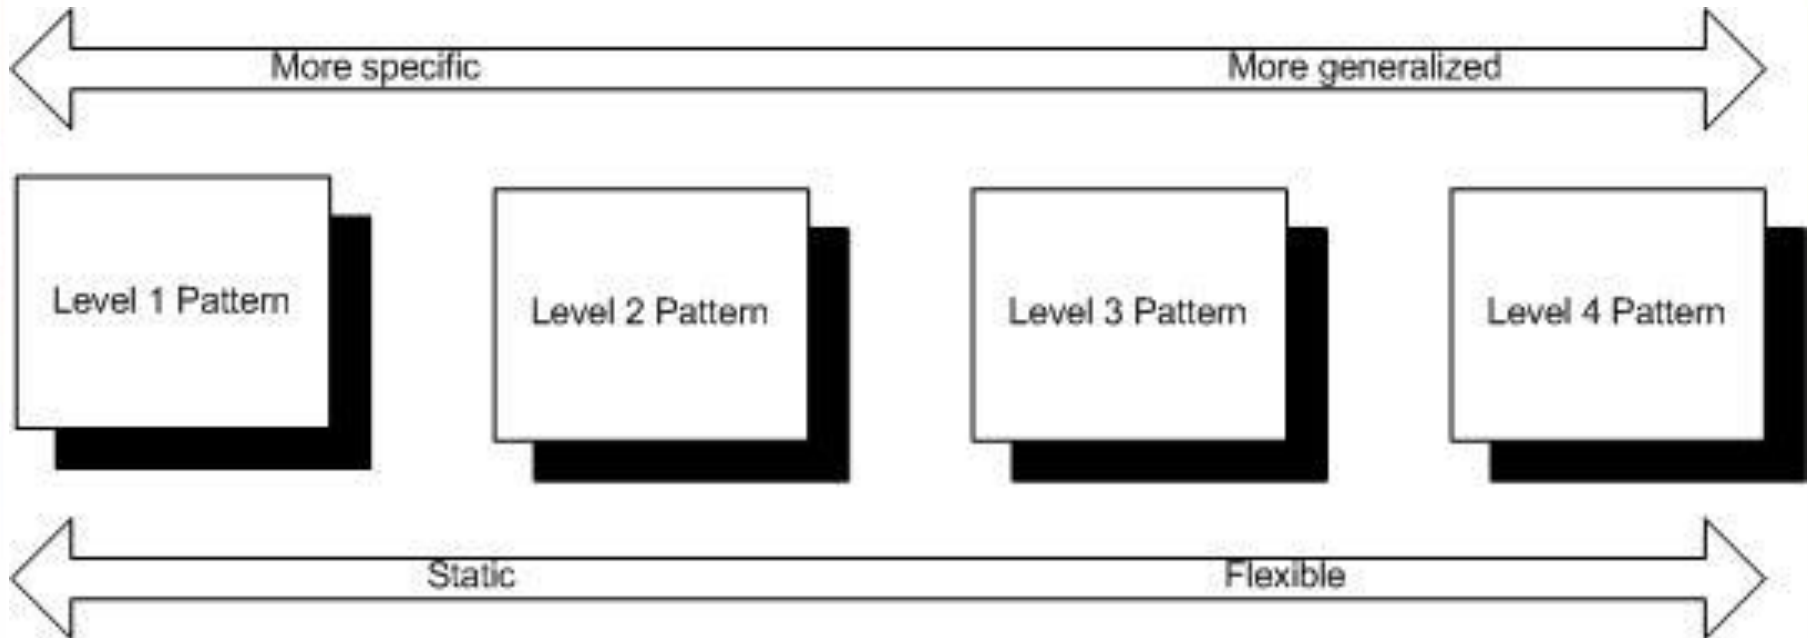 More specific
More generalized
Level 1 Pattern
Level 2 Pattern
Level 3 Pattern
Level 4 Pattern
Static
Flexible